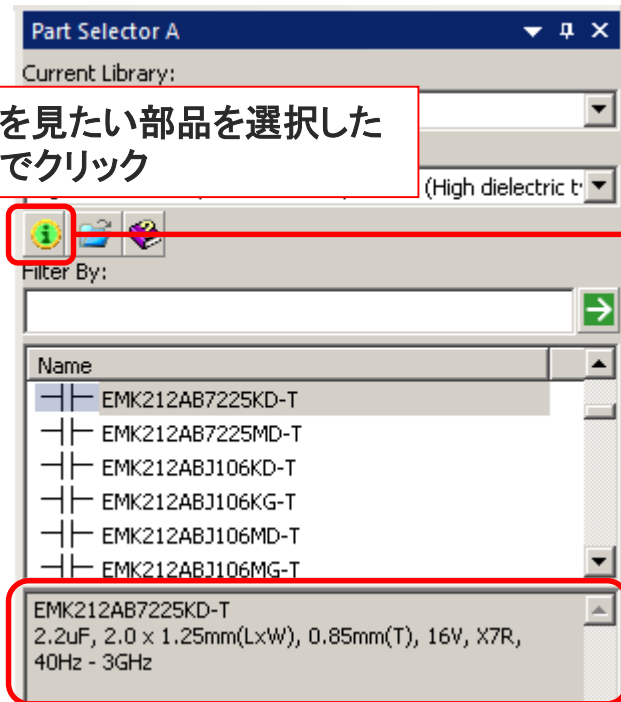 Part Selector A
Current Library:
を見たい部品を選択した
でクリック
(High dielectric t
Filter By:
Name
EMK212AB7225KD-T
EMK212AB7225MD-T
EMK212ABJ106KD-T
EMK212ABJ106KG-T
EMK212ABJ106MD-T
EMK212ABJ106MG-T
EMK212AB7225KD-T
2.2uF, 2.0 x 1.25mm(LxW), 0.85mm(T), 16V, X7R,
40Hz - 3GHz